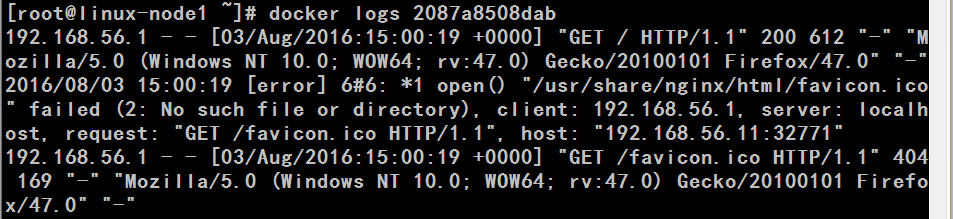 [root@linux-node1 ~]# docker logs 2087a8508dab
192.168.56.1 - - [03/Aug/2016:15:00:19 +0000] "GET / HTTP/1.1" 200 612 "-" "M
ozilla/5.0 (Windows NT 10.0; WOW64; rv:47.0) Gecko/20100101 Firefox/47.0" "-"
2016/08/03 15:00:19 [error] 6#6: *1 open() "/usr/share/nginx/html/favicon.ico
" failed (2: No such file or directory), client: 192.168.56.1, server: localh
ost, request: "GET /favicon.ico HTTP/1.1", host: "192.168.56.11:32771"
192.168.56.1 - - [03/Aug/2016:15:00:19 +0000] "GET /favicon.ico HTTP/1.1" 404
 169 "-" "Mozilla/5.0 (Windows NT 10.0; WOW64; rv:47.0) Gecko/20100101 Firefo
x/47.0" "-"